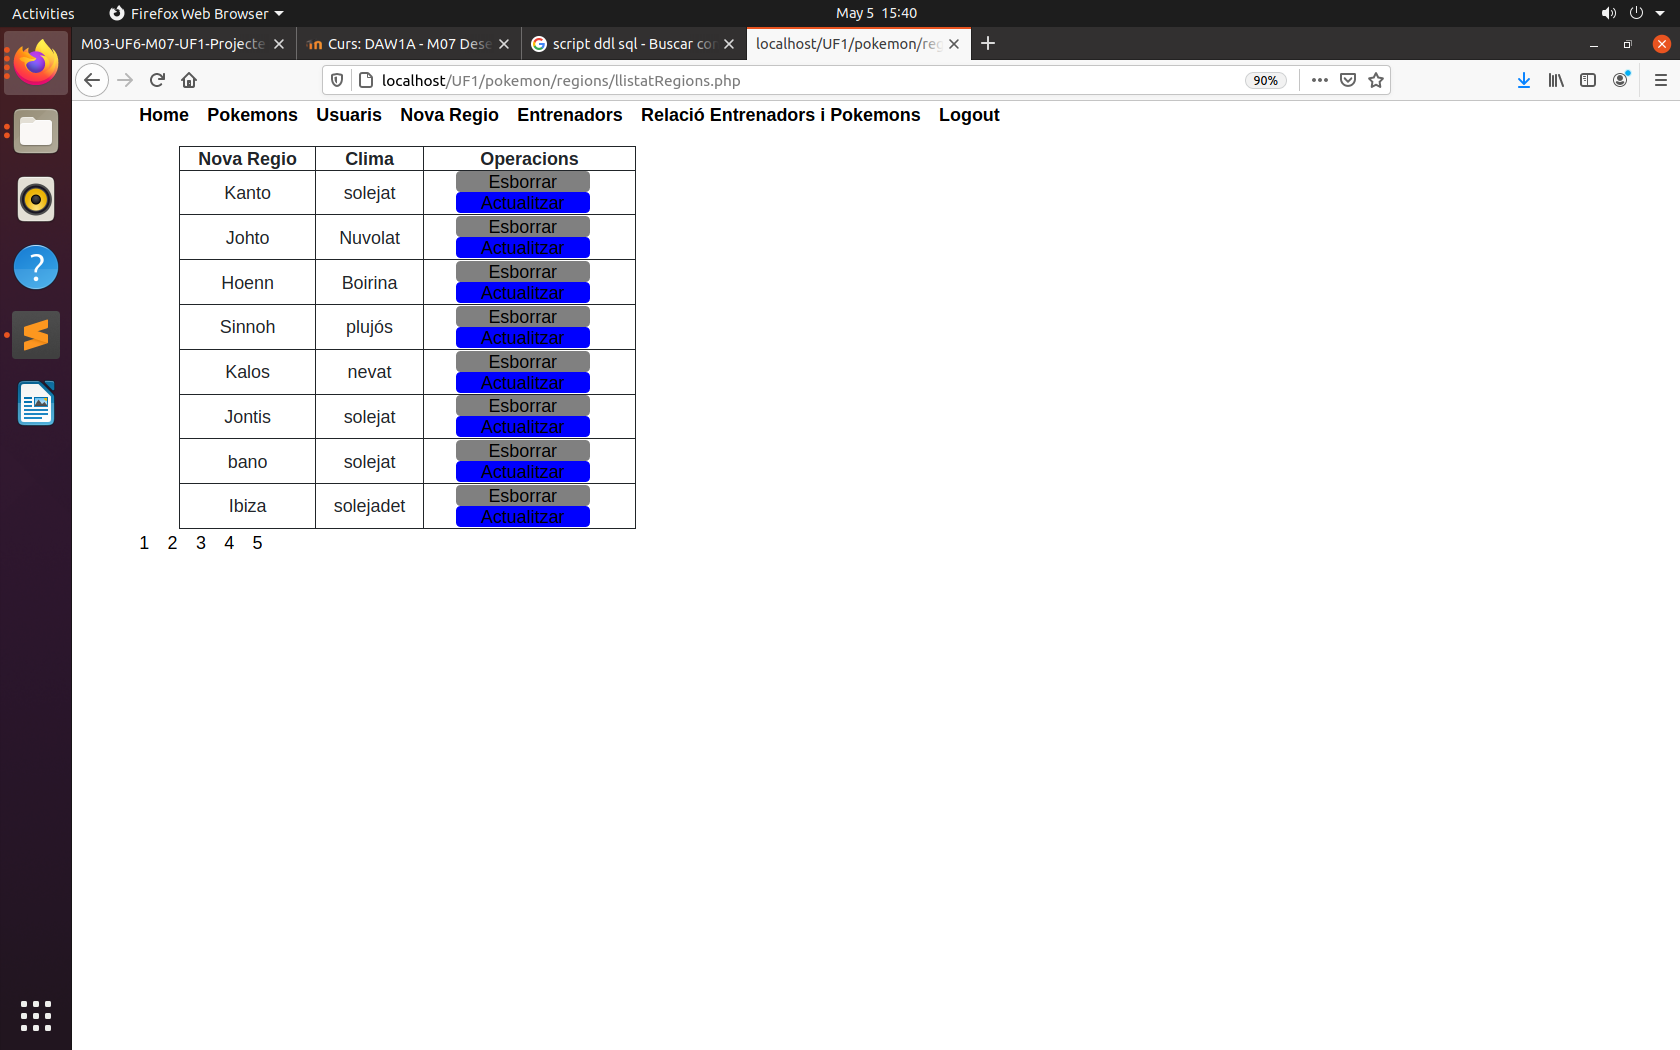 Activities Firefox Web Browser May 5 15:40
M03-UF6-M07-UF1-Projecte Curs: DAW1A - M07 Dese script ddl sql - Buscar co localhost/UF1/pokemon/reg
localhost/UF1/pokemon/regions/llistatRegions.php 90%
Home Pokemons Usuaris Nova Regio Entrenadors Relació Entrenadors i Pokemons Logout
Nova Regio Clima Operacions
Kanto solejat Esborrar
Actualitzar
Johto Nuvolat Esborrar
Actualitzar
Hoenn Boirina Esborrar
Actualitzar
Sinnoh plujós Esborrar
Actualitzar
Kalos nevat Esborrar
Actualitzar
Jontis solejat Esborrar
Actualitzar
bano solejat Esborrar
Actualitzar
Ibiza solejadet Esborrar
Actualitzar
1 2 3 4 5